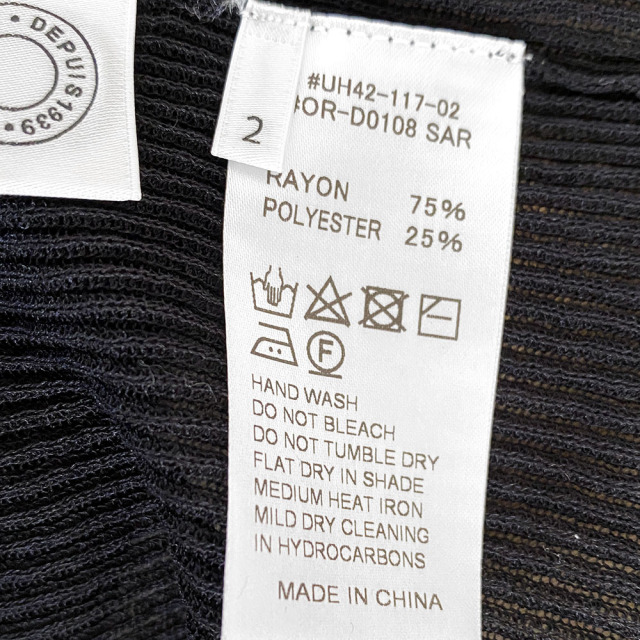 • DEPUIS 1939 •
2
#UH42-117-02
OR-D0108 SAR
RAYON 75%
POLYESTER 25%
F
HAND WASH
DO NOT BLEACH
DO NOT TUMBLE DRY
FLAT DRY IN SHADE
MEDIUM HEAT IRON
MILD DRY CLEANING
IN HYDROCARBONS
MADE IN CHINA